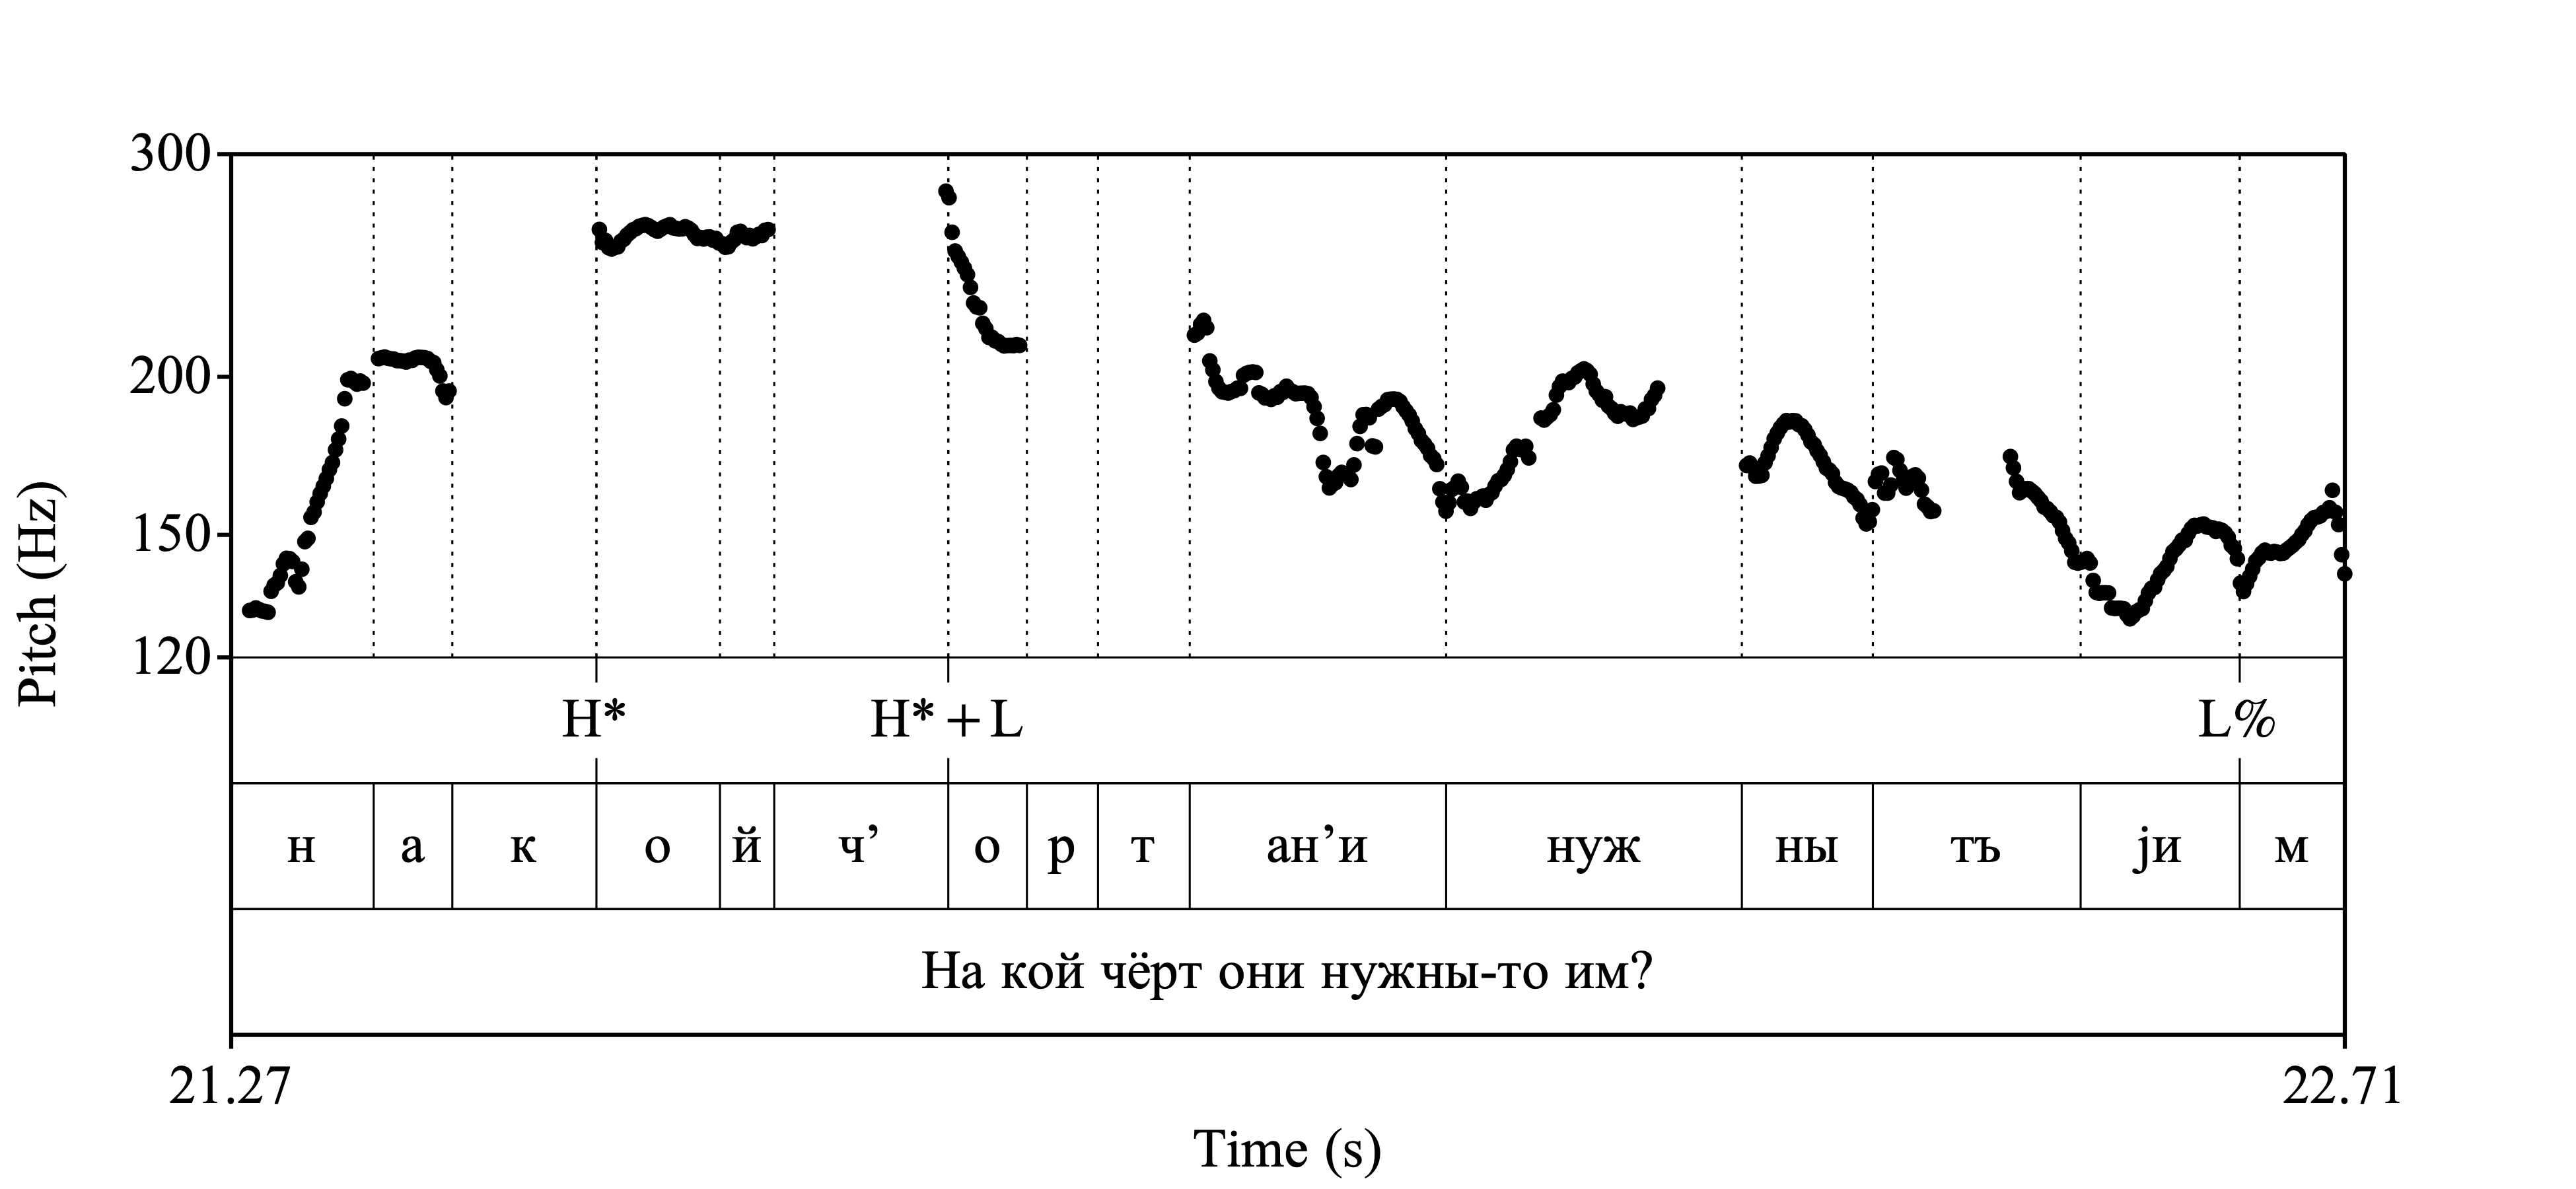 300
200
150
120
Pitch (Hz)
H* H* + L L%
н а к о й ч’ о р т ан’и нуж ны тъ jи м
На кой чёрт они нужны-то им?
21.27 22.71
Time (s)